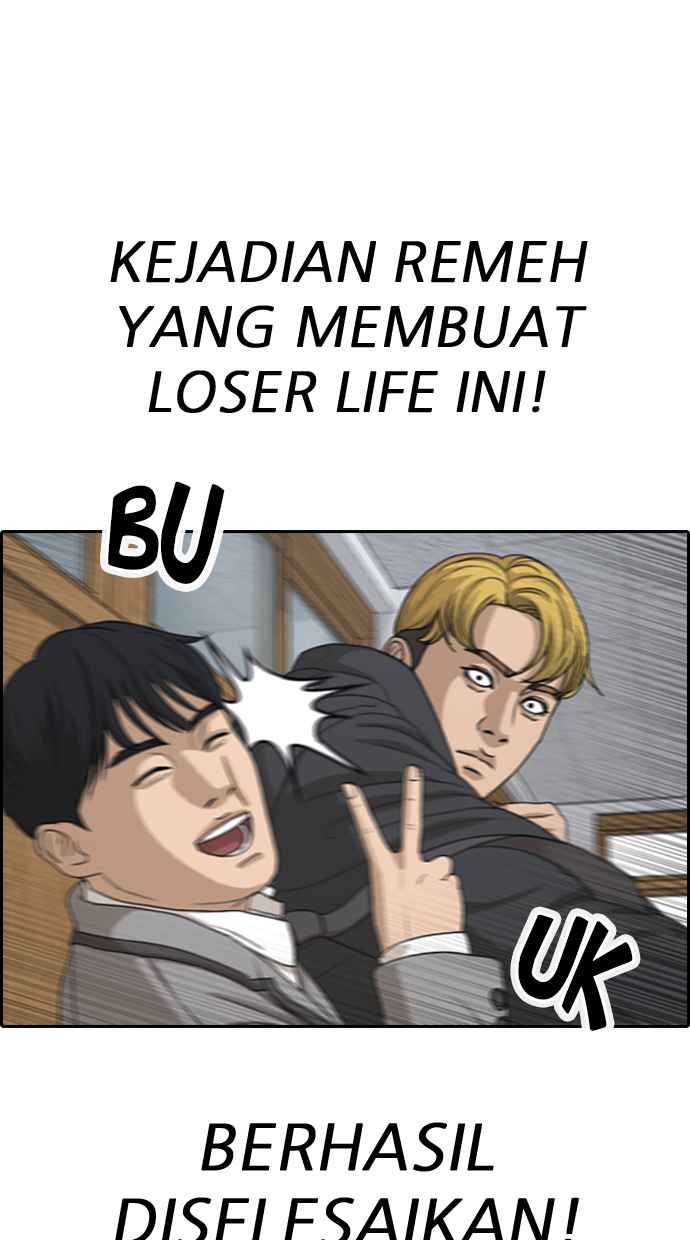 KEJADIAN REMEH
YANG MEMBUAT
LOSER LIFE INI!
BU
UK
BERHASIL
DISELESAIKAN!